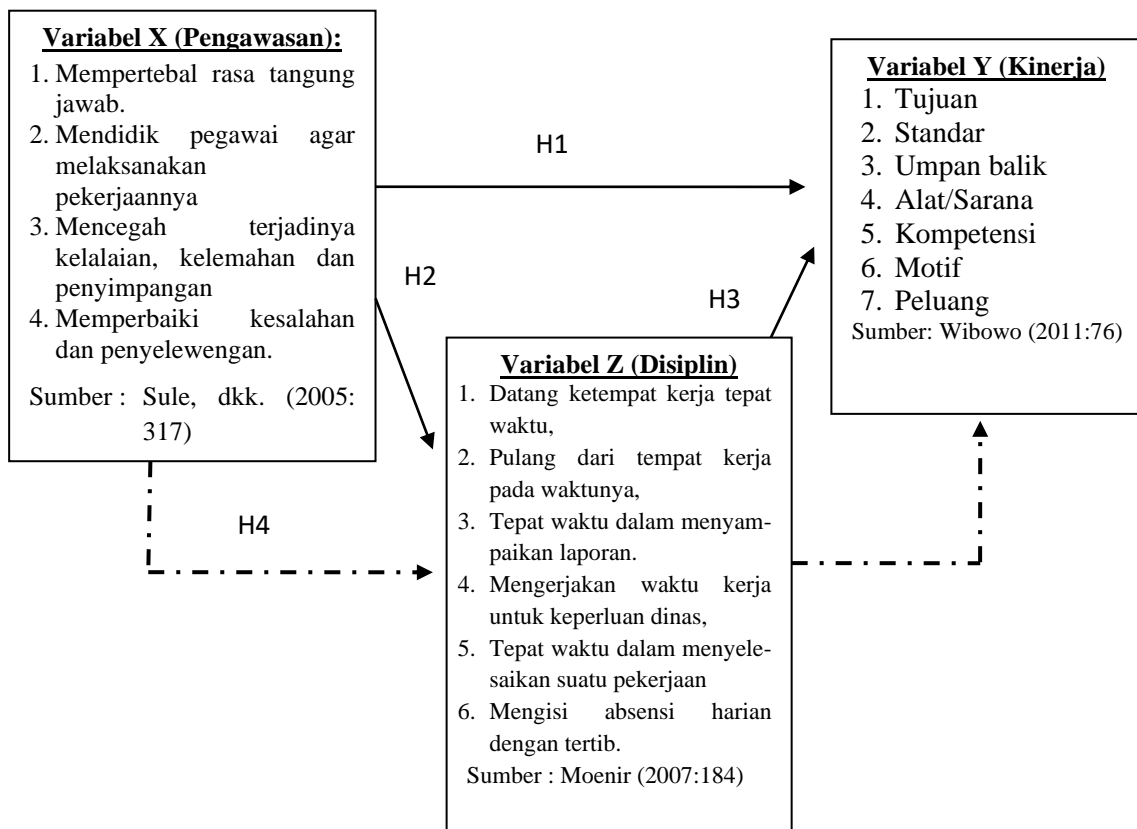 Variabel X (Pengawasan):
1. Mempertebal rasa tangung
jawab.
2. Mendidik pegawai agar
melaksanakan
pekerjaannya
3. Mencegah terjadinya
kelalaian, kelemahan dan
penyimpangan
4. Memperbaiki kesalahan
dan penyelewengan.
Sumber : Sule, dkk. (2005:
317)
H1
H2
H3
H4
Variabel Y (Kinerja)
1. Tujuan
2. Standar
3. Umpan balik
4. Alat/Sarana
5. Kompetensi
6. Motif
7. Peluang
Sumber: Wibowo (2011:76)
Variabel Z (Disiplin)
1. Datang ketempat kerja tepat
waktu,
2. Pulang dari tempat kerja
pada waktunya,
3. Tepat waktu dalam menyam-
paikan laporan.
4. Mengerjakan waktu kerja
untuk keperluan dinas,
5. Tepat waktu dalam menyele-
saikan suatu pekerjaan
6. Mengisi absensi harian
dengan tertib.
Sumber : Moenir (2007:184)